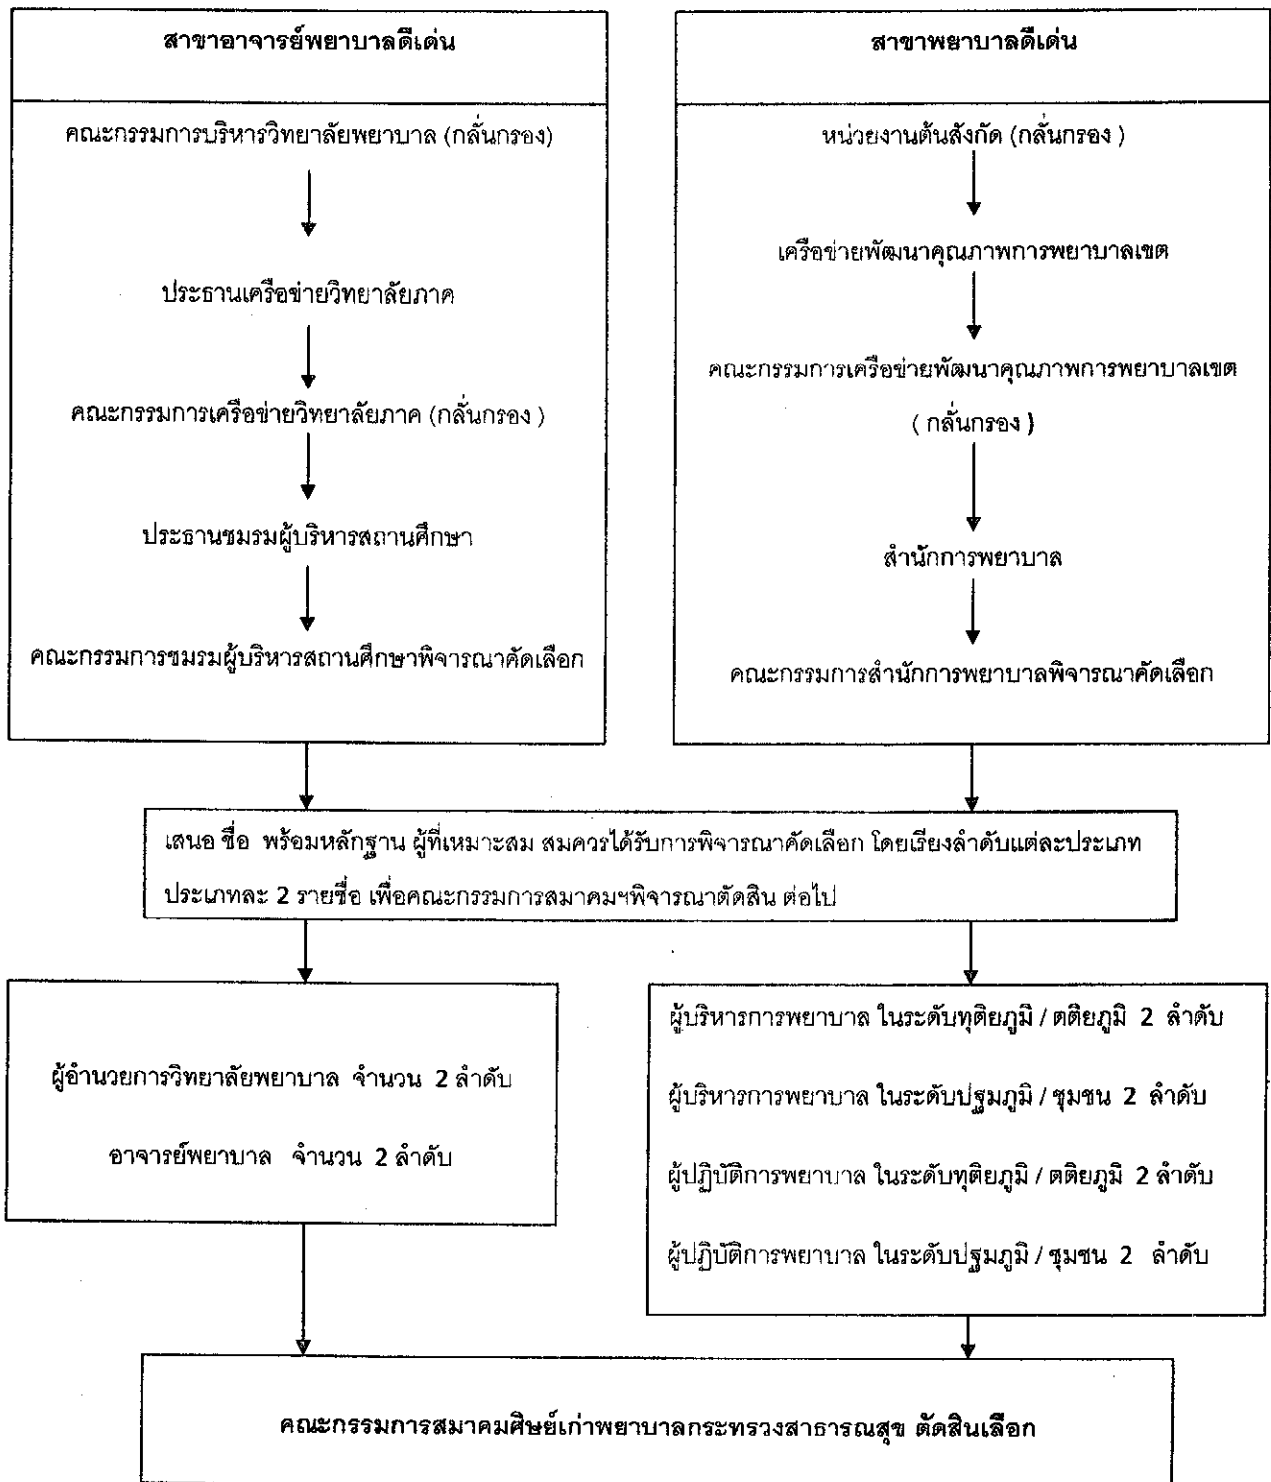 สาขาอาจารย์พยาบาลดีเด่น
คณะกรรมการบริหารวิทยาลัยพยาบาล (กลั่นกรอง)
ประธานเครือข่ายวิทยาลัยภาค
คณะกรรมการเครือข่ายวิทยาลัยภาค (กลั่นกรอง )
ประธานชมรมผู้บริหารสถานศึกษา
คณะกรรมการชมรมผู้บริหารสถานศึกษาพิจารณาคัดเลือก
สาขาพยาบาลดีเด่น
หน่วยงานต้นสังกัด (กลั่นกรอง )
เครือข่ายพัฒนาคุณภาพการพยาบาลเขต
คณะกรรมการเครือข่ายพัฒนาคุณภาพการพยาบาลเขต
( กลั่นกรอง )
สำนักการพยาบาล
คณะกรรมการสำนักการพยาบาลพิจารณาคัดเลือก
เสนอ ชื่อ พร้อมหลักฐาน ผู้ที่เหมาะสม สมควรได้รับการพิจารณาคัดเลือก โดยเรียงลำดับแต่ละประเภท
ประเภทละ 2 รายชื่อ เพื่อคณะกรรมการสมาคมฯพิจารณาตัดสิน ต่อไป
ผู้อำนวยการวิทยาลัยพยาบาล จำนวน 2 ลำดับ
อาจารย์พยาบาล จำนวน 2 ลำดับ
ผู้บริหารการพยาบาล ในระดับทุติยภูมิ / ตติยภูมิ 2 ลำดับ
ผู้บริหารการพยาบาล ในระดับปฐมภูมิ / ชุมชน 2 ลำดับ
ผู้ปฏิบัติการพยาบาล ในระดับทุติยภูมิ / ตติยภูมิ 2 ลำดับ
ผู้ปฏิบัติการพยาบาล ในระดับปฐมภูมิ / ชุมชน 2 ลำดับ
คณะกรรมการสมาคมศิษย์เก่าพยาบาลกระทรวงสาธารณสุข ตัดสินเลือก